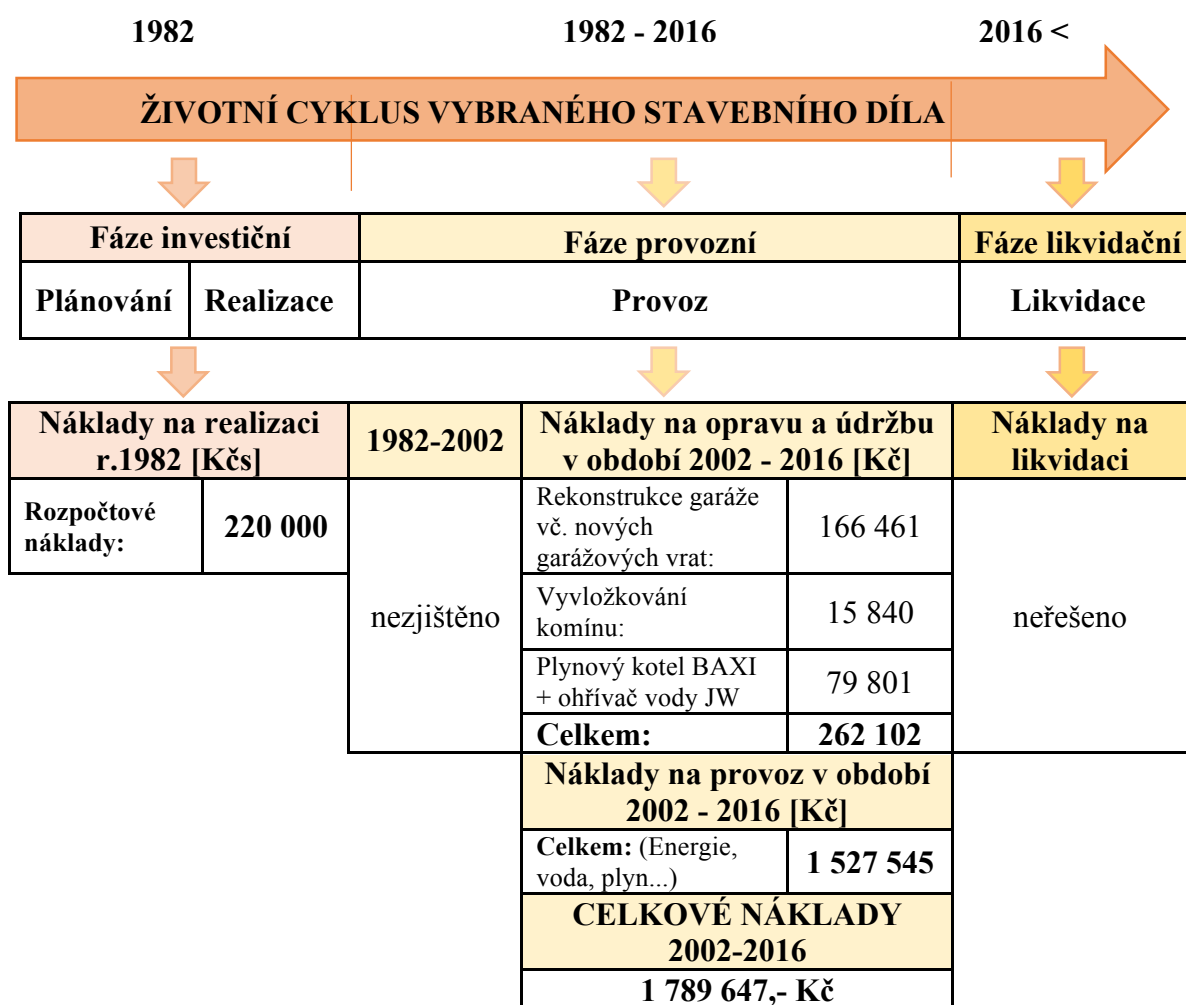 1982
1982 - 2016
2016 <
ŽIVOTNÍ CYKLUS VYBRANÉHO STAVEBNÍHO DÍLA
Fáze investiční
Fáze provozní
Fáze likvidační
Plánování
Realizace
Provoz
Likvidace
Náklady na realizaci
r.1982 [Kčs]
1982-2002
Náklady na opravu a údržbu
v období 2002 - 2016 [Kč]
Náklady na
likvidaci
Rozpočtové
náklady:
220 000
nezjištěno
Rekonstrukce garáže
vč. nových
garážových vrat:
166 461
Vyvložkování
komínu:
15 840
Plynový kotel BAXI
+ ohřívač vody JW
79 801
Celkem:
262 102
neřešeno
Náklady na provoz v období
2002 - 2016 [Kč]
Celkem: (Energie,
voda, plyn...)
1 527 545
CELKOVÉ NÁKLADY
2002-2016
1 789 647,- Kč